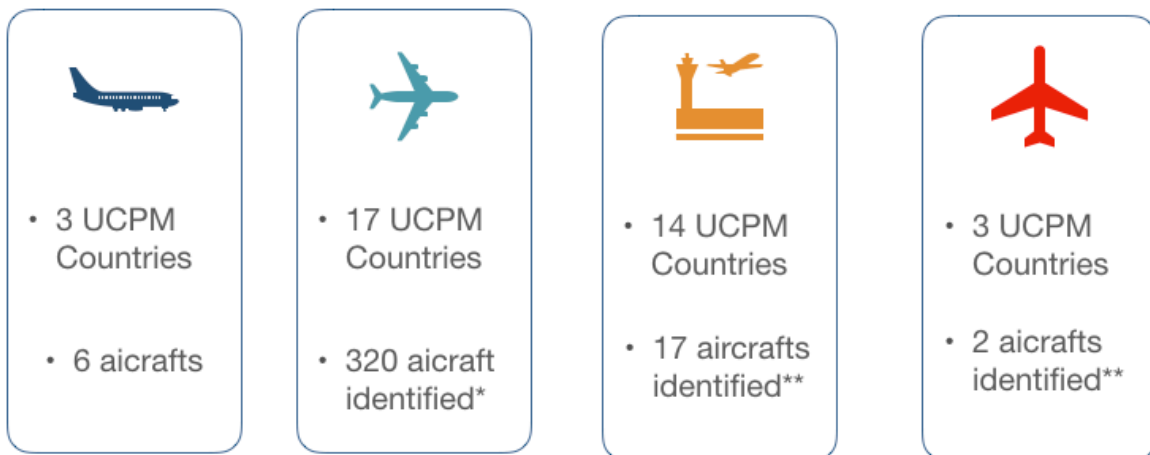 • 3 UCPM
Countries
• 6 aicrafts
• 17 UCPM
Countries
• 320 aicraft
identified*
• 14 UCPM
Countries
• 17 aircrafts
identified**
• 3 UCPM
Countries
• 2 aicrafts
identified**